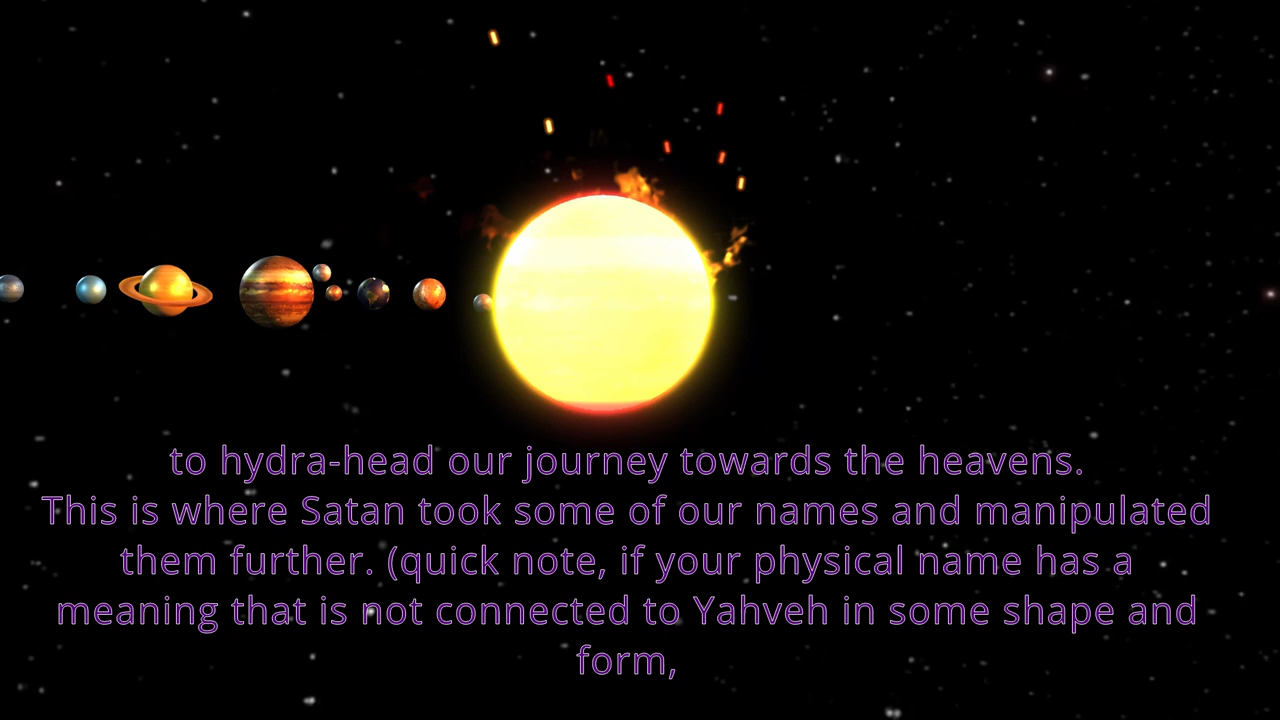 to hydra-head our journey towards the heavens.
This is where Satan took some of our names and manipulated
them further. (quick note, if your physical name has a
meaning that is not connected to Yahveh in some shape and
form,